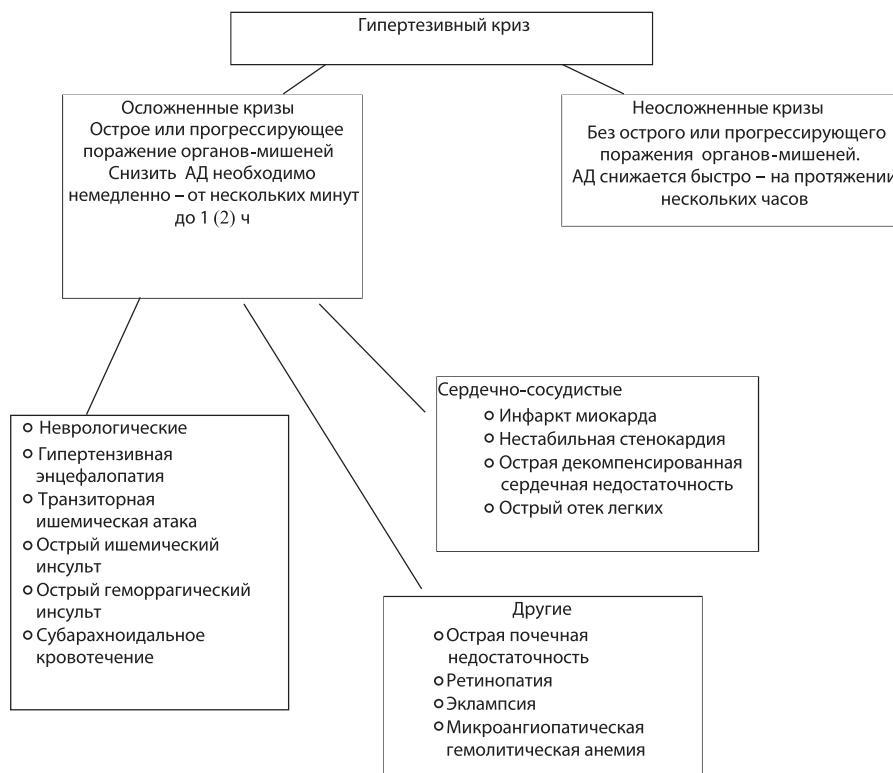 Гипертезивный криз
Осложненные кризы
Острое или прогрессирующее
поражение органов-мишеней
Снизить АД необходимо
немедленно – от нескольких минут
до 1 (2) ч
Неосложненные кризы
Без острого или прогрессирующего
поражения органов-мишеней.
АД снижается быстро – на протяжении
нескольких часов
Сердечно-сосудистые
Инфаркт миокарда
Нестабильная стенокардия
Острая декомпенсированная
сердечная недостаточность
Острый отек легких
Неврологические
Гипертензивная
энцефалопатия
Транзиторная
ишемическая атака
Острый ишемический
инсульт
Острый геморрагический
инсульт
Субарахноидальное
кровотечение
Другие
Острая почечная
недостаточность
Ретинопатия
Эклампсия
Микроангиопатическая
гемолитическая анемия